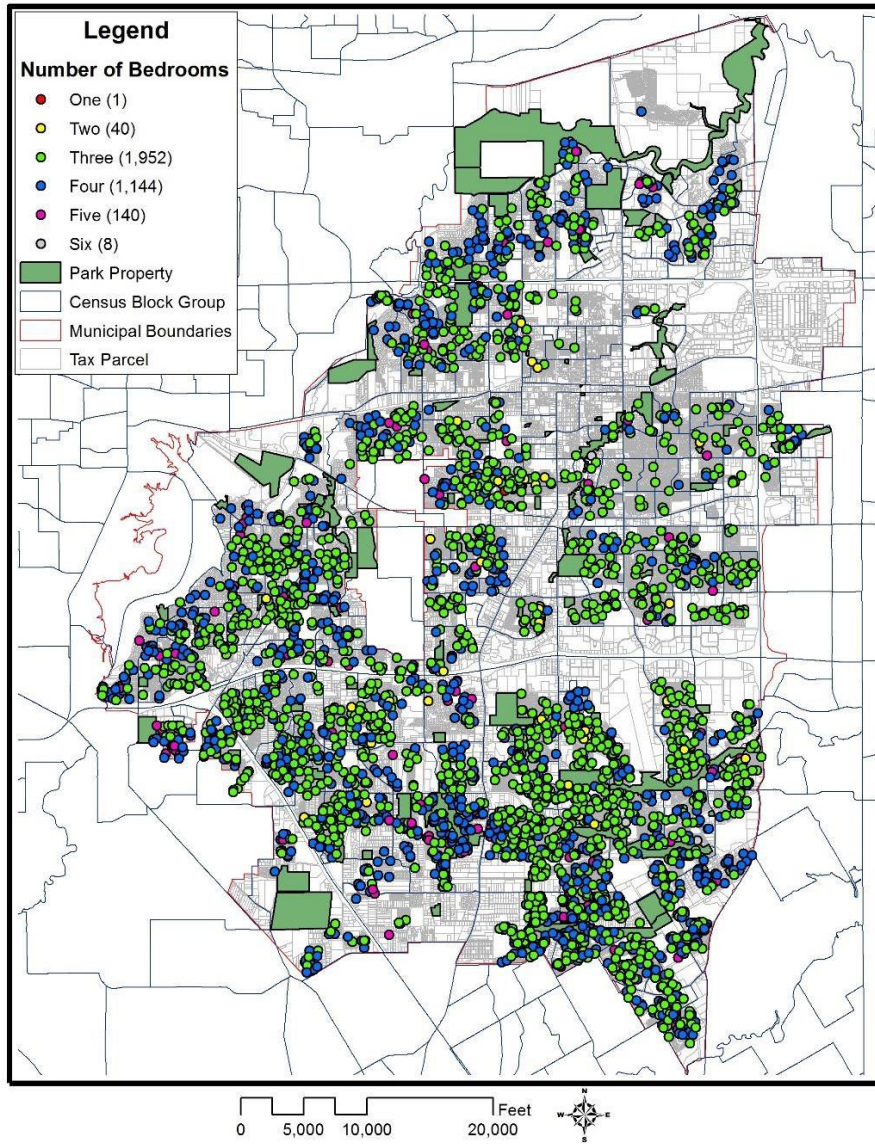 Legend
Number of Bedrooms
One (1)
Two (40)
Three (1,952)
Four (1,144)
Five (140)
Six (8)
Park Property
Census Block Group
Municipal Boundaries
Tax Parcel
Feet
0 5,000 10,000 20,000
N
W E
S